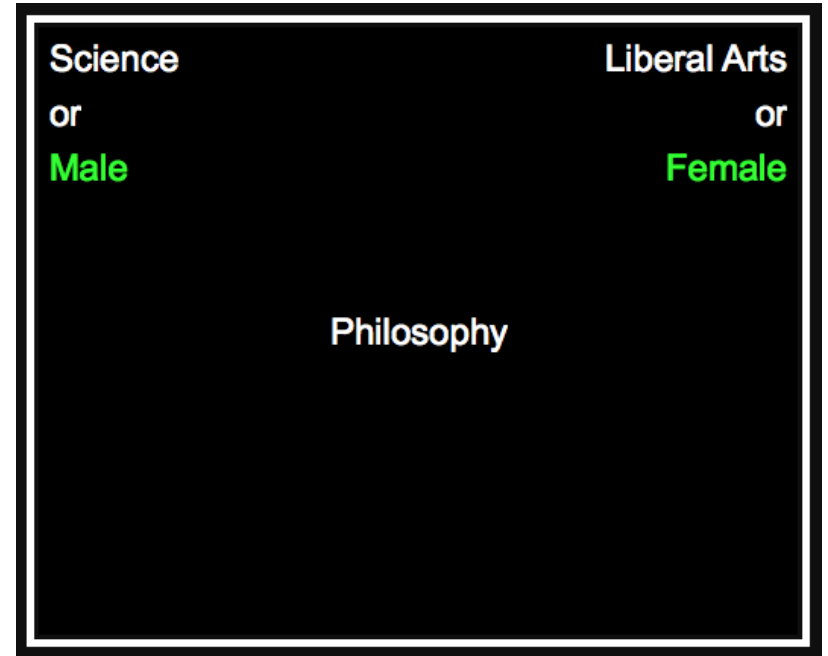 Science
or
Male
Liberal Arts
or
Female
Philosophy